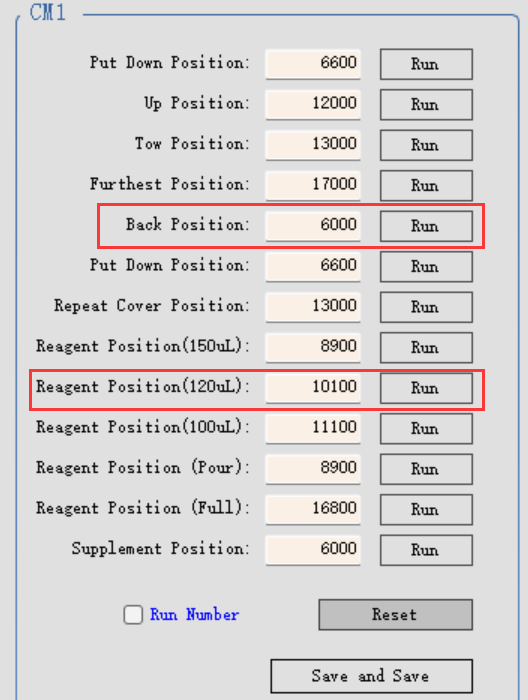 CM1
Put Down Position: 6600 Run
Up Position: 12000 Run
Tow Position: 13000 Run
Furthest Position: 17000 Run
Back Position: 6000 Run
Put Down Position: 6600 Run
Repeat Cover Position: 13000 Run
Reagent Position(150uL): 8900 Run
Reagent Position(120uL): 10100 Run
Reagent Position(100uL): 11100 Run
Reagent Position (Pour): 8900 Run
Reagent Position (Full): 16800 Run
Supplement Position: 6000 Run
Run Number Reset
Save and Save